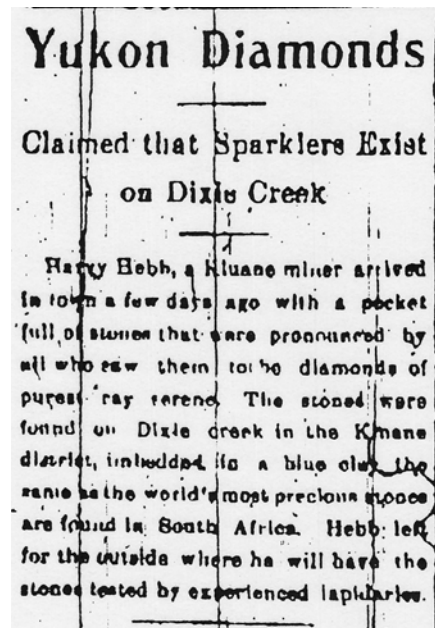 Yukon Diamonds
Claimed that Sparklers Exist
on Dixie Creek
Harry Hebb, a Kluane miner arrived
in town a few days ago with a pocket
full of stones that were pronounced by
all who saw them to be diamonds of
purest ray serene. The stones were
found on Dixie creek in the Kluane
district, imbedded in a blue clay the
same as the world's most precious stones
are found in South Africa. Hebb left
for the outside where he will have the
stones tested by experienced lapidaries.